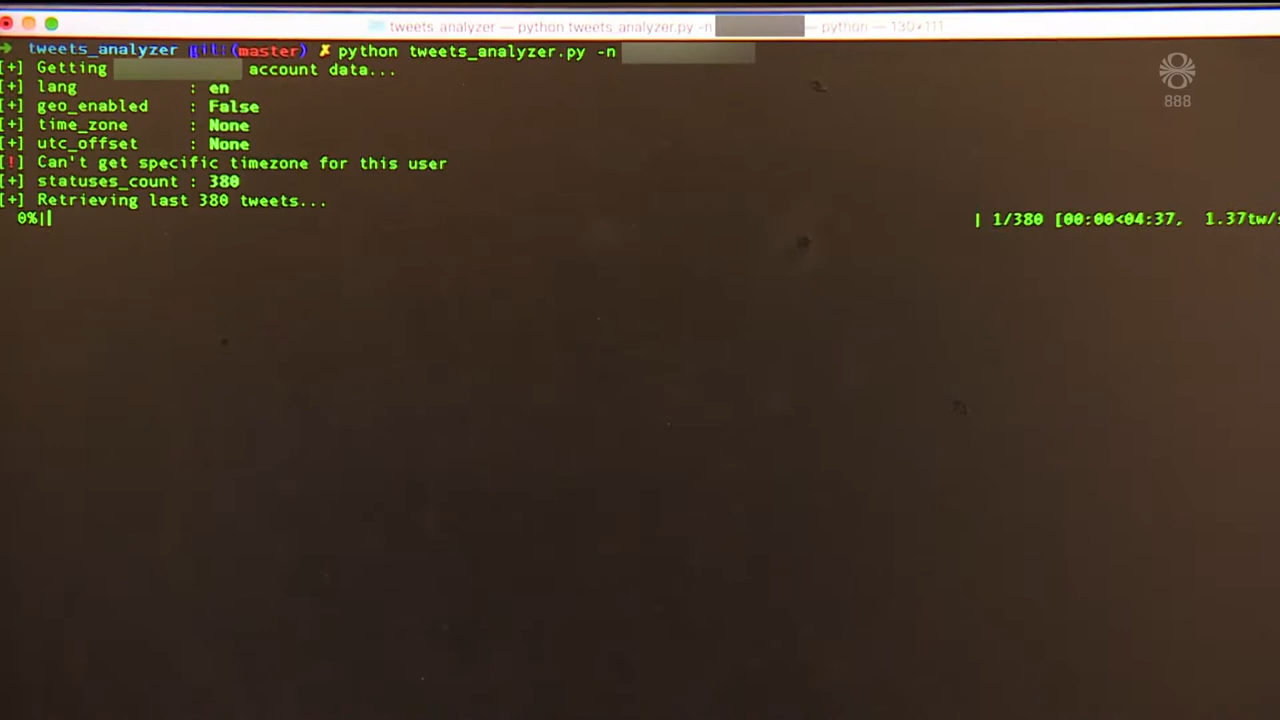 tweets_analyzer — python tweets_analyzer.py -n — python — 130×111
➜ tweets_analyzer git:(master) ✗ python tweets_analyzer.py -n
[+] Getting account data...
[+] lang : en
[+] geo_enabled : False
[+] time_zone : None
[+] utc_offset : None
[!] Can't get specific timezone for this user
[+] statuses_count : 380
[+] Retrieving last 380 tweets...
0%| | 1/380 [00:00<04:37, 1.37tw/s
888